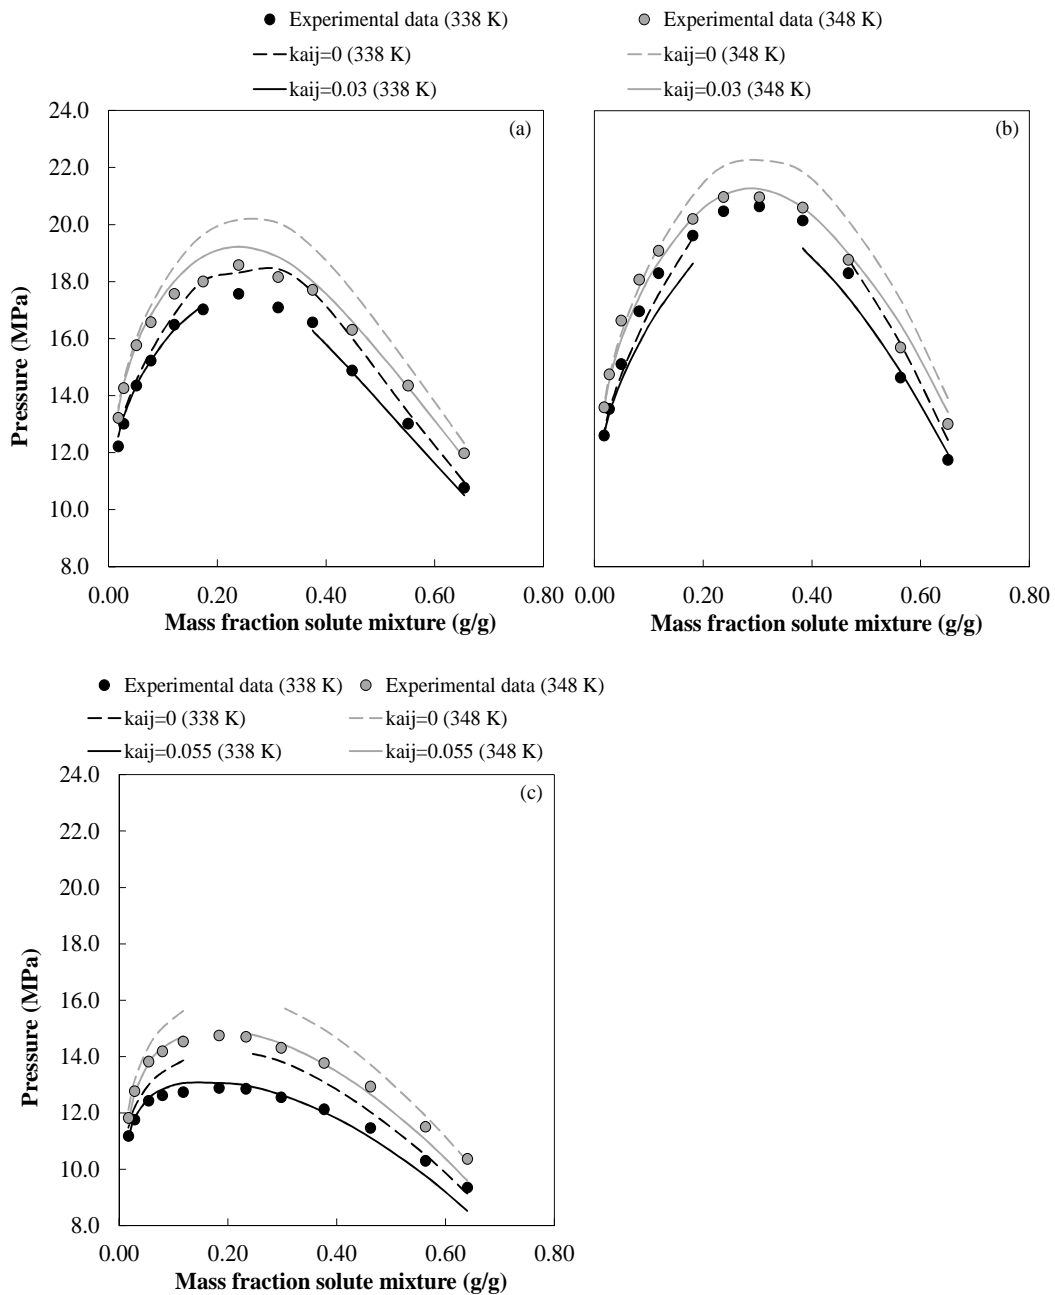 Experimental data (338 K) Experimental data (348 K)
kaij=0 (338 K) kaij=0 (348 K)
kaij=0.03 (338 K) kaij=0.03 (348 K)
24.0
22.0
20.0
18.0
16.0
14.0
12.0
10.0
8.0
Pressure (MPa)
(a)
0.00 0.20 0.40 0.60 0.80
Mass fraction solute mixture (g/g)
(b)
0.00 0.20 0.40 0.60 0.80
Mass fraction solute mixture (g/g)
Experimental data (338 K) Experimental data (348 K)
kaij=0 (338 K) kaij=0 (348 K)
kaij=0.055 (338 K) kaij=0.055 (348 K)
24.0
22.0
20.0
18.0
16.0
14.0
12.0
10.0
8.0
Pressure (MPa)
(c)
0.00 0.20 0.40 0.60 0.80
Mass fraction solute mixture (g/g)